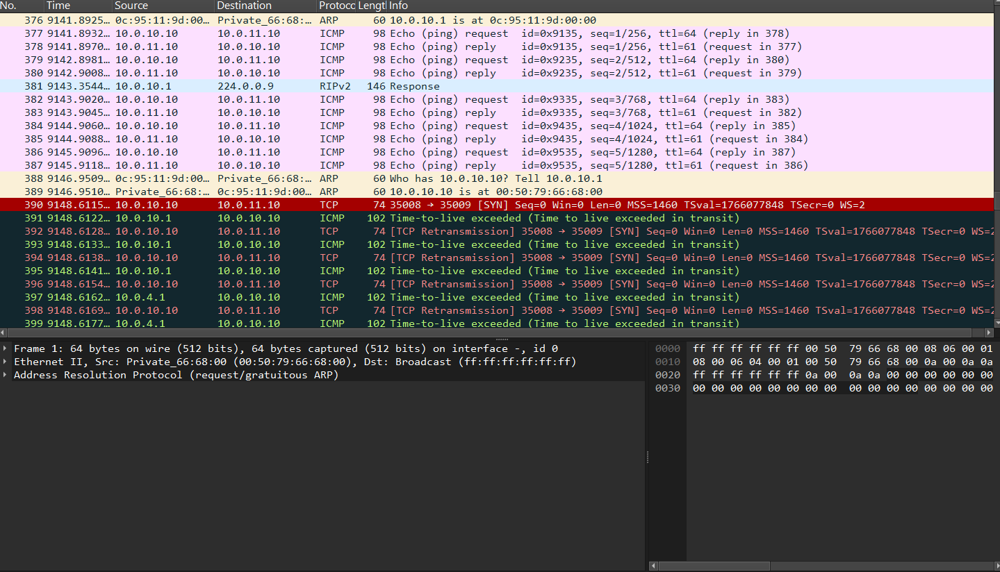 No. Time Source Destination Protocc Lengtl Info
376 9141.8925… 0c:95:11:9d:00… Private_66:68:… ARP 60 10.0.10.1 is at 0c:95:11:9d:00:00
377 9141.8932… 10.0.10.10 10.0.11.10 ICMP 98 Echo (ping) request id=0x9135, seq=1/256, ttl=64 (reply in 378)
378 9141.8970… 10.0.11.10 10.0.10.10 ICMP 98 Echo (ping) reply id=0x9135, seq=1/256, ttl=61 (request in 377)
379 9142.8981… 10.0.10.10 10.0.11.10 ICMP 98 Echo (ping) request id=0x9235, seq=2/512, ttl=64 (reply in 380)
380 9142.9008… 10.0.11.10 10.0.10.10 ICMP 98 Echo (ping) reply id=0x9235, seq=2/512, ttl=61 (request in 379)
381 9143.3544… 10.0.10.1 224.0.0.9 RIPv2 146 Response
382 9143.9020… 10.0.10.10 10.0.11.10 ICMP 98 Echo (ping) request id=0x9335, seq=3/768, ttl=64 (reply in 383)
383 9143.9045… 10.0.11.10 10.0.10.10 ICMP 98 Echo (ping) reply id=0x9335, seq=3/768, ttl=61 (request in 382)
384 9144.9060… 10.0.10.10 10.0.11.10 ICMP 98 Echo (ping) request id=0x9435, seq=4/1024, ttl=64 (reply in 385)
385 9144.9088… 10.0.11.10 10.0.10.10 ICMP 98 Echo (ping) reply id=0x9435, seq=4/1024, ttl=61 (request in 384)
386 9145.9096… 10.0.10.10 10.0.11.10 ICMP 98 Echo (ping) request id=0x9535, seq=5/1280, ttl=64 (reply in 387)
387 9145.9118… 10.0.11.10 10.0.10.10 ICMP 98 Echo (ping) reply id=0x9535, seq=5/1280, ttl=61 (request in 386)
388 9146.9509… 0c:95:11:9d:00… Private_66:68:… ARP 60 Who has 10.0.10.10? Tell 10.0.10.1
389 9146.9510… Private_66:68:… 0c:95:11:9d:00… ARP 60 10.0.10.10 is at 00:50:79:66:68:00
390 9148.6115… 10.0.10.10 10.0.11.10 TCP 74 35008 → 35009 [SYN] Seq=0 Win=0 Len=0 MSS=1460 TSval=1766077848 TSecr=0 WS=2
391 9148.6122… 10.0.10.1 10.0.10.10 ICMP 102 Time-to-live exceeded (Time to live exceeded in transit)
392 9148.6128… 10.0.10.10 10.0.11.10 TCP 74 [TCP Retransmission] 35008 → 35009 [SYN] Seq=0 Win=0 Len=0 MSS=1460 TSval=1766077848 TSecr=0 WS=2
393 9148.6133… 10.0.10.1 10.0.10.10 ICMP 102 Time-to-live exceeded (Time to live exceeded in transit)
394 9148.6138… 10.0.10.10 10.0.11.10 TCP 74 [TCP Retransmission] 35008 → 35009 [SYN] Seq=0 Win=0 Len=0 MSS=1460 TSval=1766077848 TSecr=0 WS=2
395 9148.6141… 10.0.10.1 10.0.10.10 ICMP 102 Time-to-live exceeded (Time to live exceeded in transit)
396 9148.6154… 10.0.10.10 10.0.11.10 TCP 74 [TCP Retransmission] 35008 → 35009 [SYN] Seq=0 Win=0 Len=0 MSS=1460 TSval=1766077848 TSecr=0 WS=2
397 9148.6162… 10.0.4.1 10.0.10.10 ICMP 102 Time-to-live exceeded (Time to live exceeded in transit)
398 9148.6169… 10.0.10.10 10.0.11.10 TCP 74 [TCP Retransmission] 35008 → 35009 [SYN] Seq=0 Win=0 Len=0 MSS=1460 TSval=1766077848 TSecr=0 WS=2
399 9148.6177… 10.0.4.1 10.0.10.10 ICMP 102 Time-to-live exceeded (Time to live exceeded in transit)
Frame 1: 64 bytes on wire (512 bits), 64 bytes captured (512 bits) on interface -, id 0
Ethernet II, Src: Private_66:68:00 (00:50:79:66:68:00), Dst: Broadcast (ff:ff:ff:ff:ff:ff)
Address Resolution Protocol (request/gratuitous ARP)
0000 ff ff ff ff ff ff 00 50 79 66 68 00 08 06 00 01
0010 08 00 06 04 00 01 00 50 79 66 68 00 0a 00 0a 0a
0020 ff ff ff ff ff ff 0a 00 0a 0a 00 00 00 00 00 00
0030 00 00 00 00 00 00 00 00 00 00 00 00 00 00 00 00